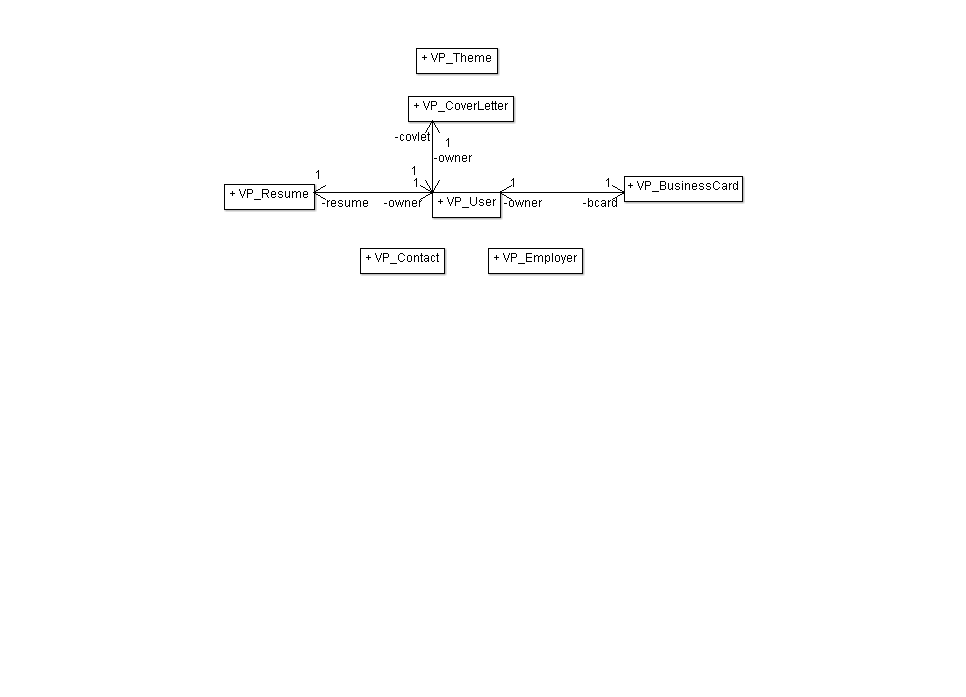 + VP_Theme
+ VP_CoverLetter
-covlet
1
-owner
1
1
1
1
1
+ VP_Resume
-resume
-owner
+ VP_User
-owner
-bcard
+ VP_BusinessCard
+ VP_Contact
+ VP_Employer